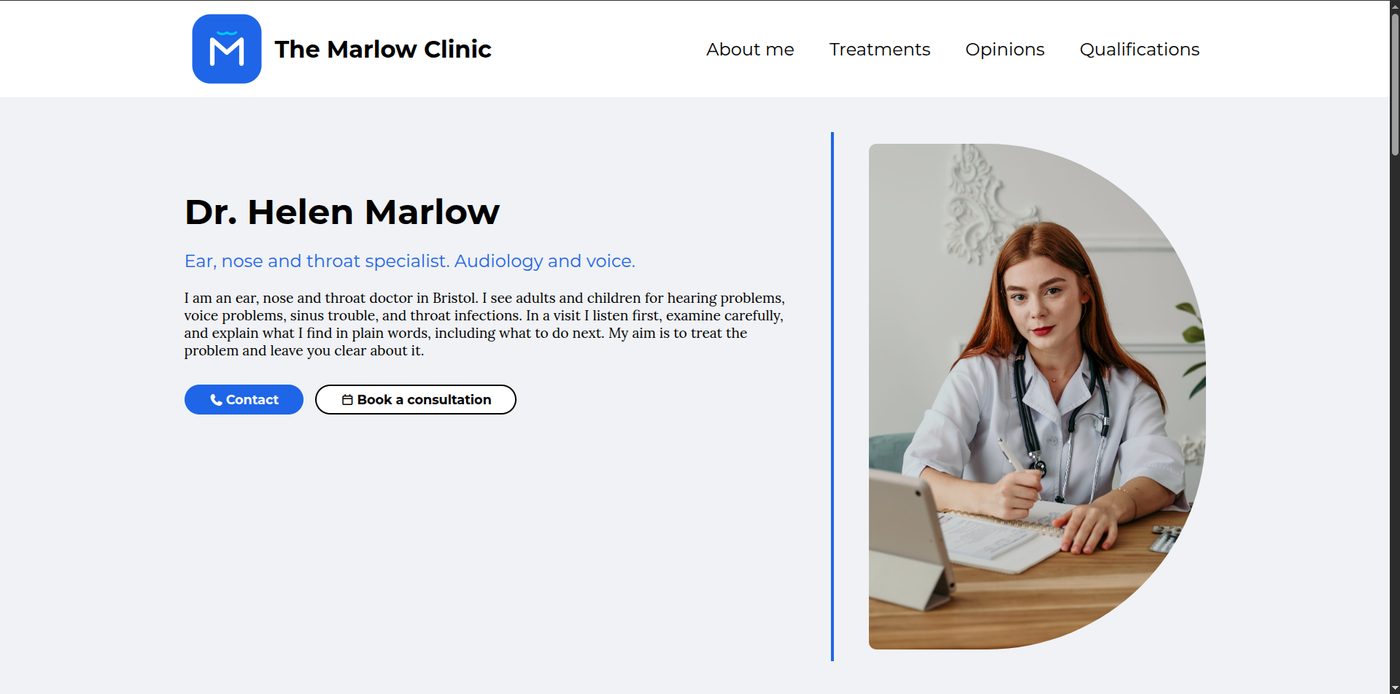 M The Marlow Clinic
About me Treatments Opinions Qualifications
Dr. Helen Marlow
Ear, nose and throat specialist. Audiology and voice.
I am an ear, nose and throat doctor in Bristol. I see adults and children for hearing problems,
voice problems, sinus trouble, and throat infections. In a visit I listen first, examine carefully,
and explain what I find in plain words, including what to do next. My aim is to treat the
problem and leave you clear about it.
Contact
Book a consultation